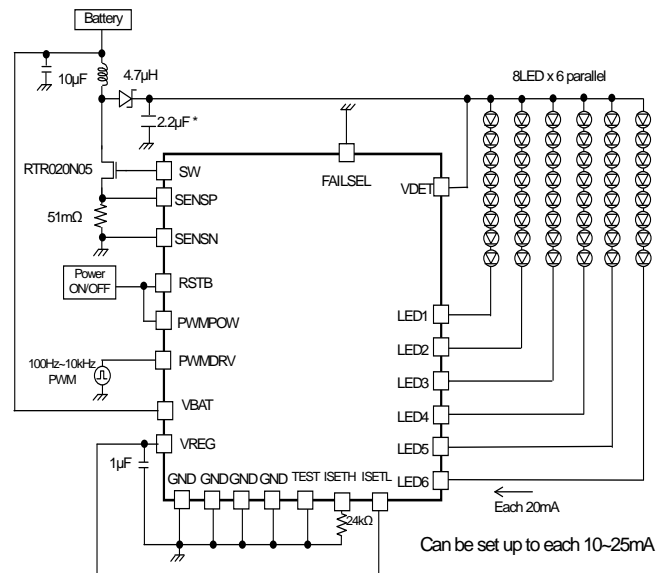 Battery
10µF
4.7µH
2.2µF *
8LED x 6 parallel
RTR020N05
51mΩ
SW
SENSP
SENSN
FAILSEL
VDET
Power
ON/OFF
RSTB
PWMPOW
100Hz~10kHz
PWM
PWMDRV
VBAT
VREG
1µF
LED1
LED2
LED3
LED4
LED5
LED6
GND GND GND GND TEST ISETH ISETL
24kΩ
Each 20mA
Can be set up to each 10~25mA